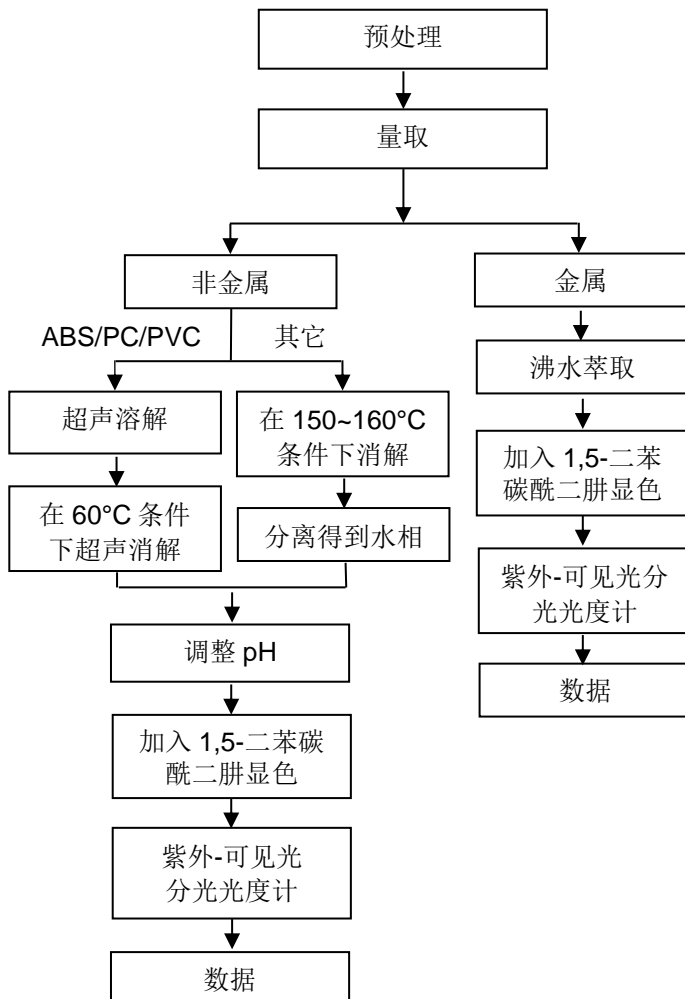 预处理
量取
非金属
金属
ABS/PC/PVC
其它
沸水萃取
超声溶解
在 150~160°C
条件下消解
加入 1,5-二苯
碳酰二肼显色
在 60°C 条件
下超声消解
分离得到水相
紫外-可见光分
光光度计
调整 pH
数据
加入 1,5-二苯碳
酰二肼显色
紫外-可见光
分光光度计
数据